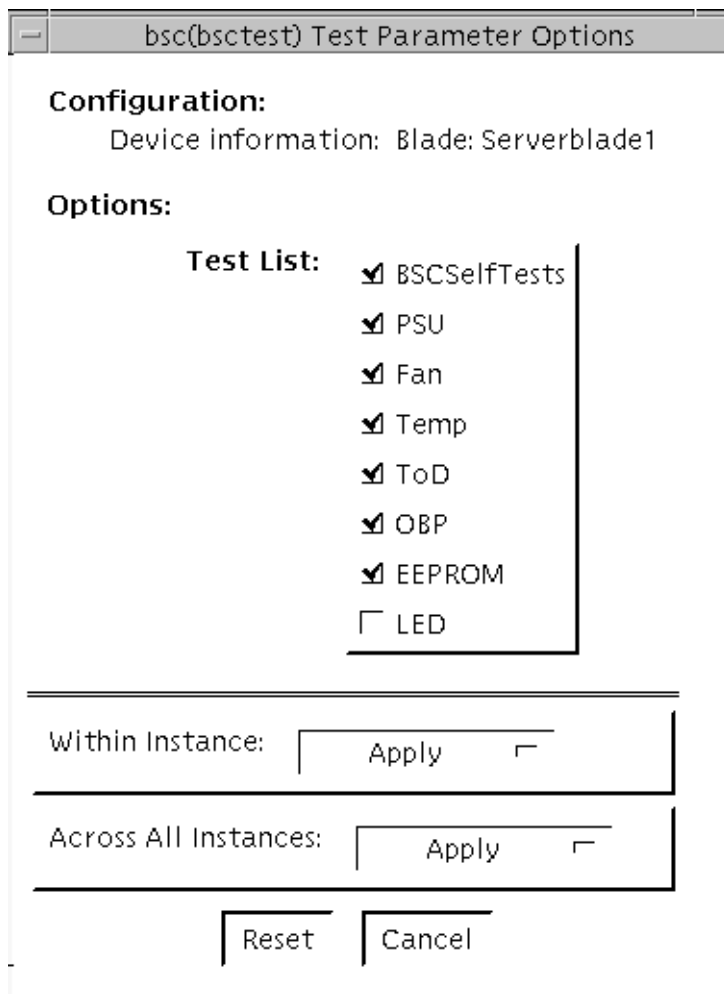 bsc(bsctest) Test Parameter Options
Configuration:
Device information: Blade: Serverblade1
Options:
Test List:
BSCSelfTests
PSU
Fan
Temp
ToD
OBP
EEPROM
LED
Within Instance: Apply
Across All Instances: Apply
Reset Cancel